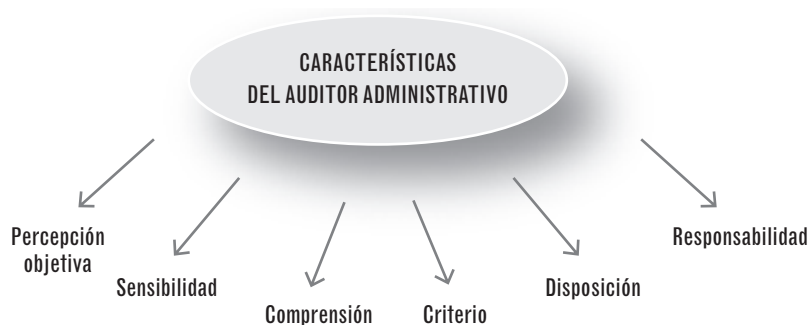 CARACTERÍSTICAS
DEL AUDITOR ADMINISTRATIVO
Percepción
objetiva
Sensibilidad
Comprensión
Criterio
Disposición
Responsabilidad